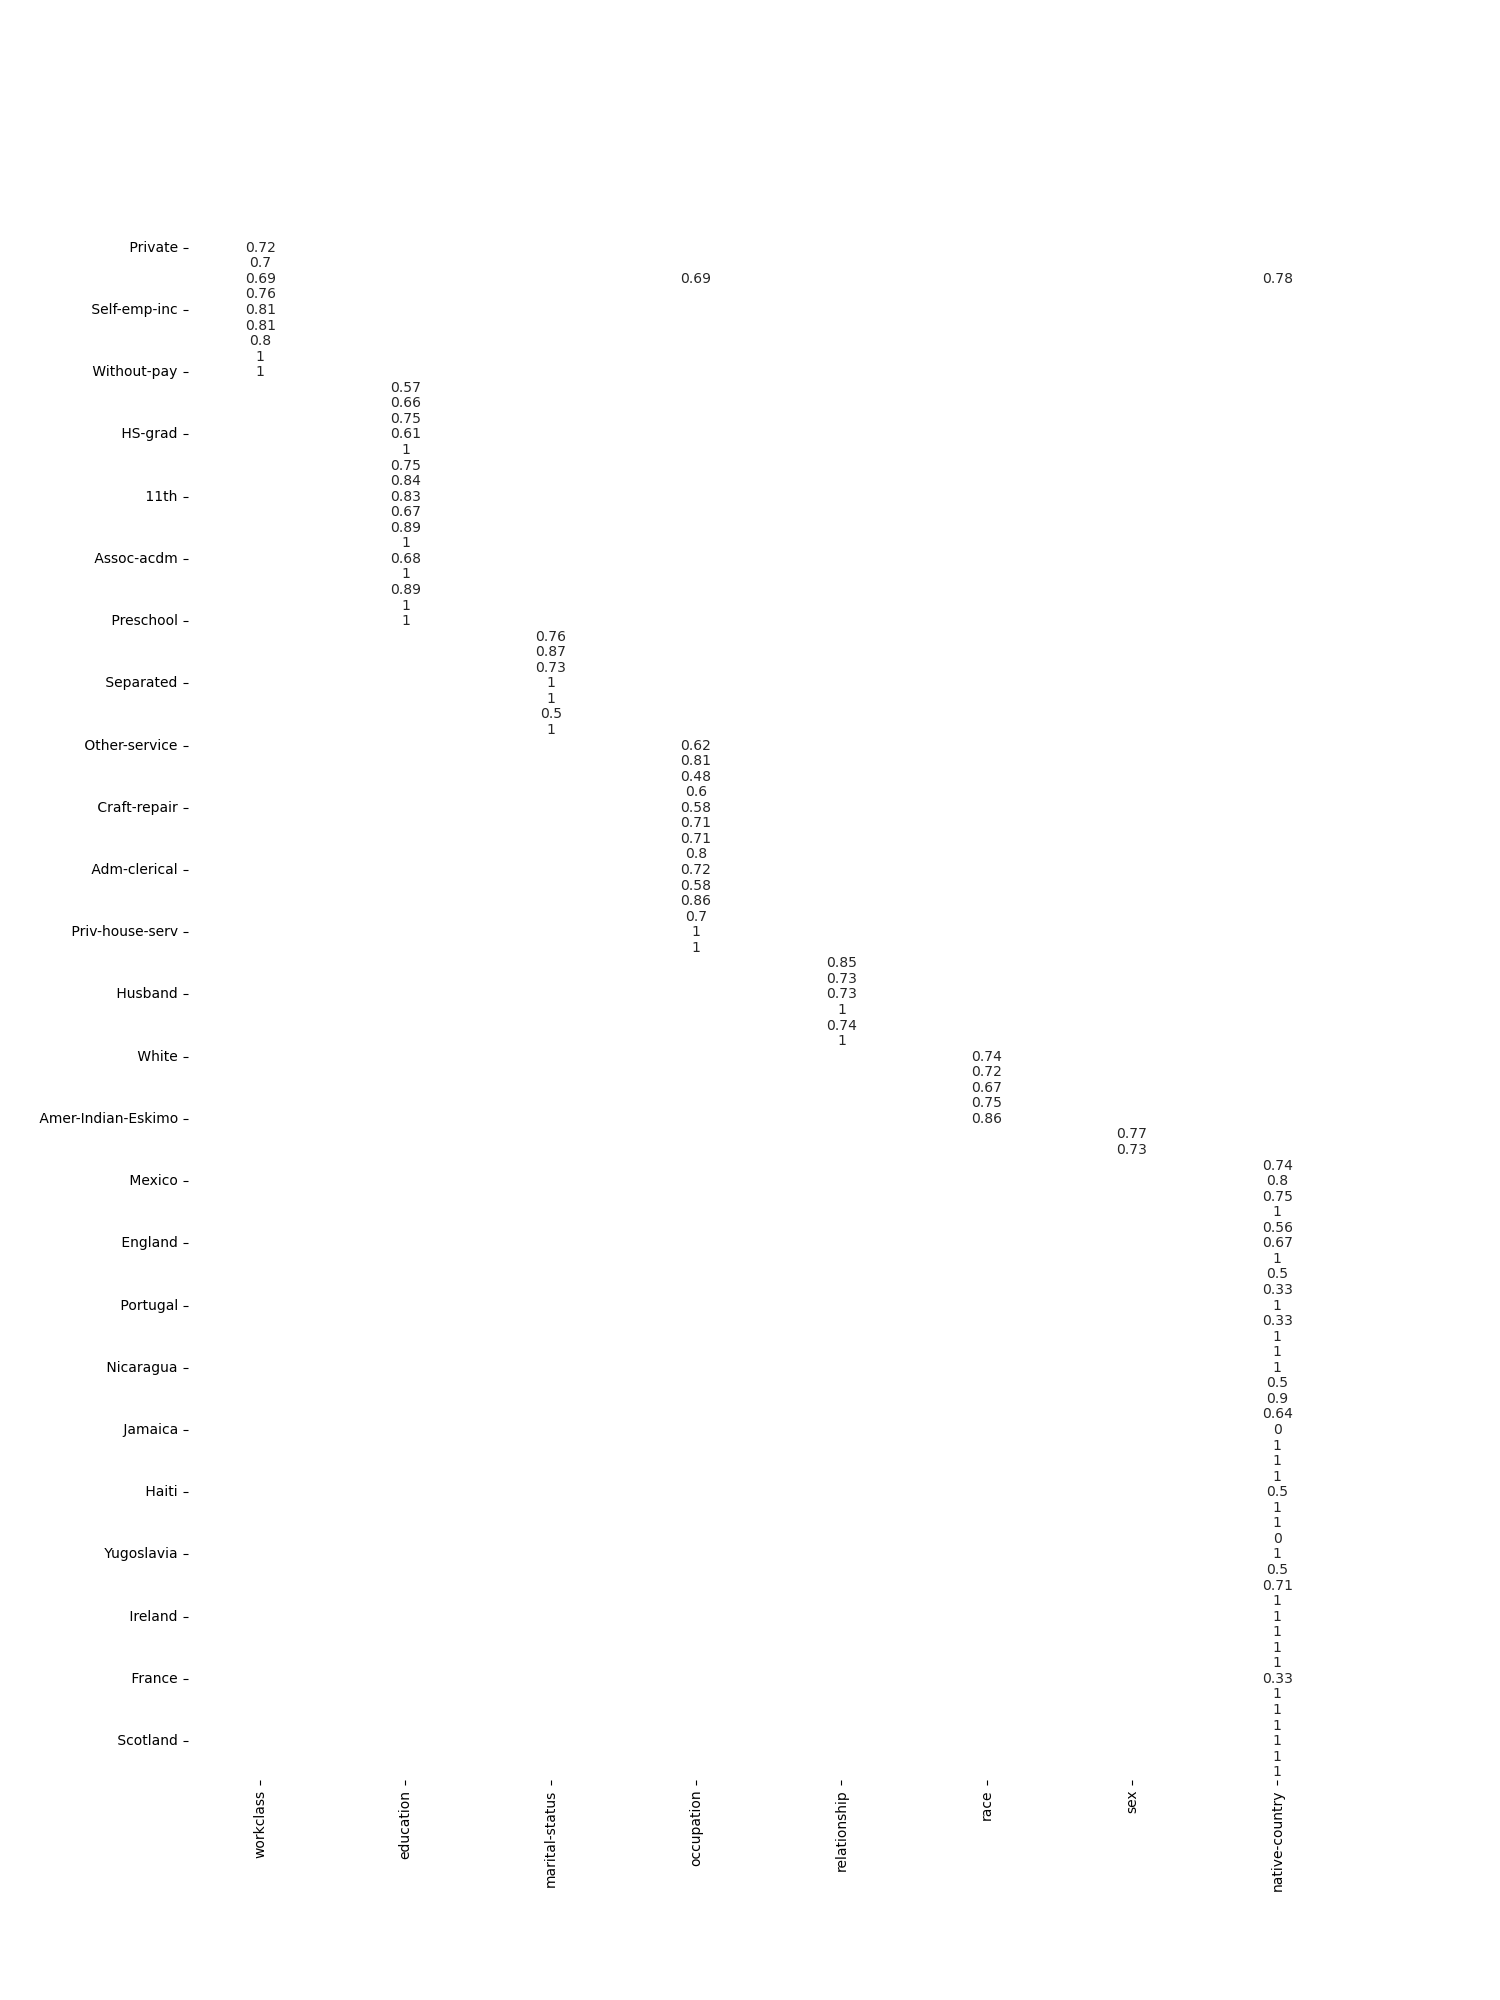 Private – 0.72
0.7
0.69 0.69 0.78
0.76
Self-emp-inc – 0.81
0.81
0.8
1
Without-pay – 1
0.57
0.66
0.75
HS-grad – 0.61
1
0.75
0.84
11th – 0.83
0.67
0.89
1
Assoc-acdm – 0.68
1
0.89
1
Preschool – 1
0.76
0.87
0.73
Separated – 1
1
0.5
1
Other-service – 0.62
0.81
0.48
0.6
Craft-repair – 0.58
0.71
0.71
0.8
Adm-clerical – 0.72
0.58
0.86
0.7
Priv-house-serv – 1
1
0.85
0.73
Husband – 0.73
1
0.74
1
White – 0.74
0.72
0.67
0.75
Amer-Indian-Eskimo – 0.86
0.77
0.73
0.74
Mexico – 0.8
0.75
1
0.56
England – 0.67
1
0.5
0.33
Portugal – 1
0.33
1
1
Nicaragua – 1
0.5
0.9
0.64
Jamaica – 0
1
1
1
Haiti – 0.5
1
1
0
Yugoslavia – 1
0.5
0.71
1
Ireland – 1
1
1
1
France – 0.33
1
1
1
Scotland – 1
1
1
workclass –
education –
marital-status –
occupation –
relationship –
race –
sex –
native-country –